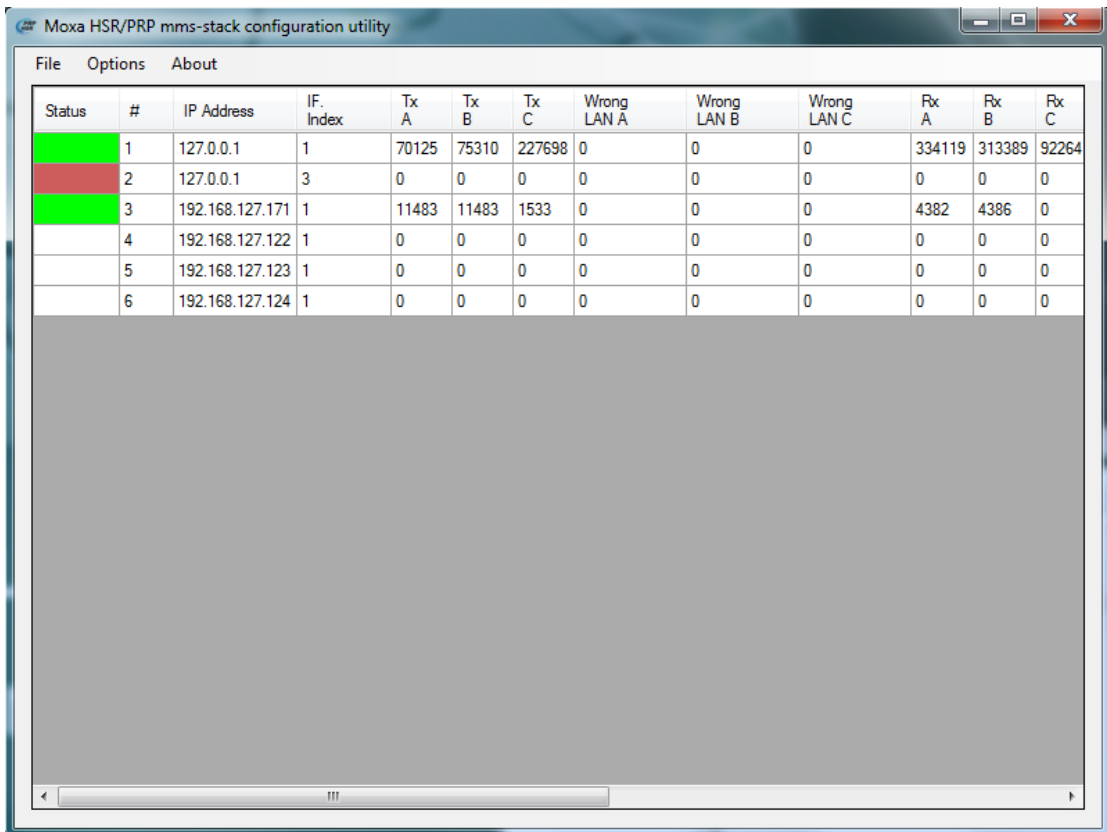 Moxa HSR/PRP mms-stack configuration utility
File Options About
Status # IP Address IF. Index Tx A Tx B Tx C Wrong LAN A Wrong LAN B Wrong LAN C Rx A Rx B Rx C
1 127.0.0.1 1 70125 75310 227698 0 0 0 334119 313389 92264
2 127.0.0.1 3 0 0 0 0 0 0 0 0 0
3 192.168.127.171 1 11483 11483 1533 0 0 0 4382 4386 0
4 192.168.127.122 1 0 0 0 0 0 0 0 0 0
5 192.168.127.123 1 0 0 0 0 0 0 0 0 0
6 192.168.127.124 1 0 0 0 0 0 0 0 0 0